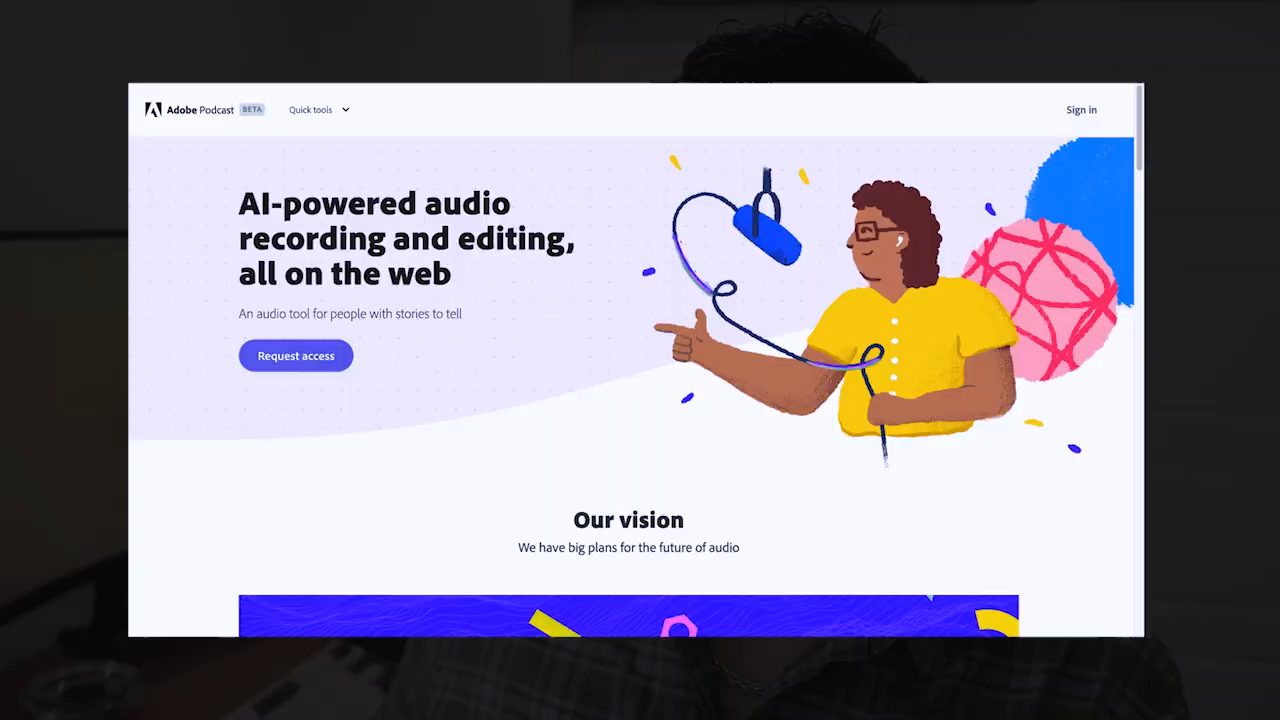 Adobe Podcast BETA Quick tools Sign in
AI-powered audio
recording and editing,
all on the web
An audio tool for people with stories to tell
Request access
Our vision
We have big plans for the future of audio